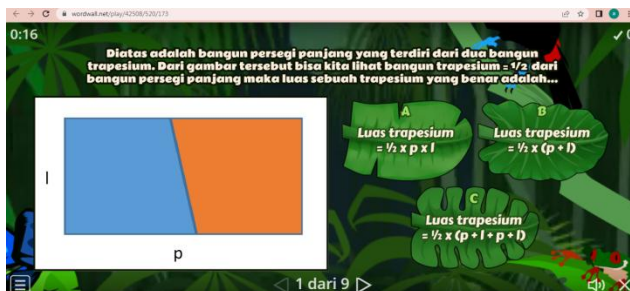 wordwall.net/play/42508/520/173
0:16
Diatas adalah bangun persegi panjang yang terdiri dari dua bangun
trapesium. Dari gambar tersebut bisa kita lihat bangun trapesium = 1/2 dari
bangun persegi panjang maka luas sebuah trapesium yang benar adalah...
l
p
A
Luas trapesium
= ½ x p x l
B
Luas trapesium
= ½ x (p + l)
C
Luas trapesium
= ½ x (p + l + p + l)
1 dari 9